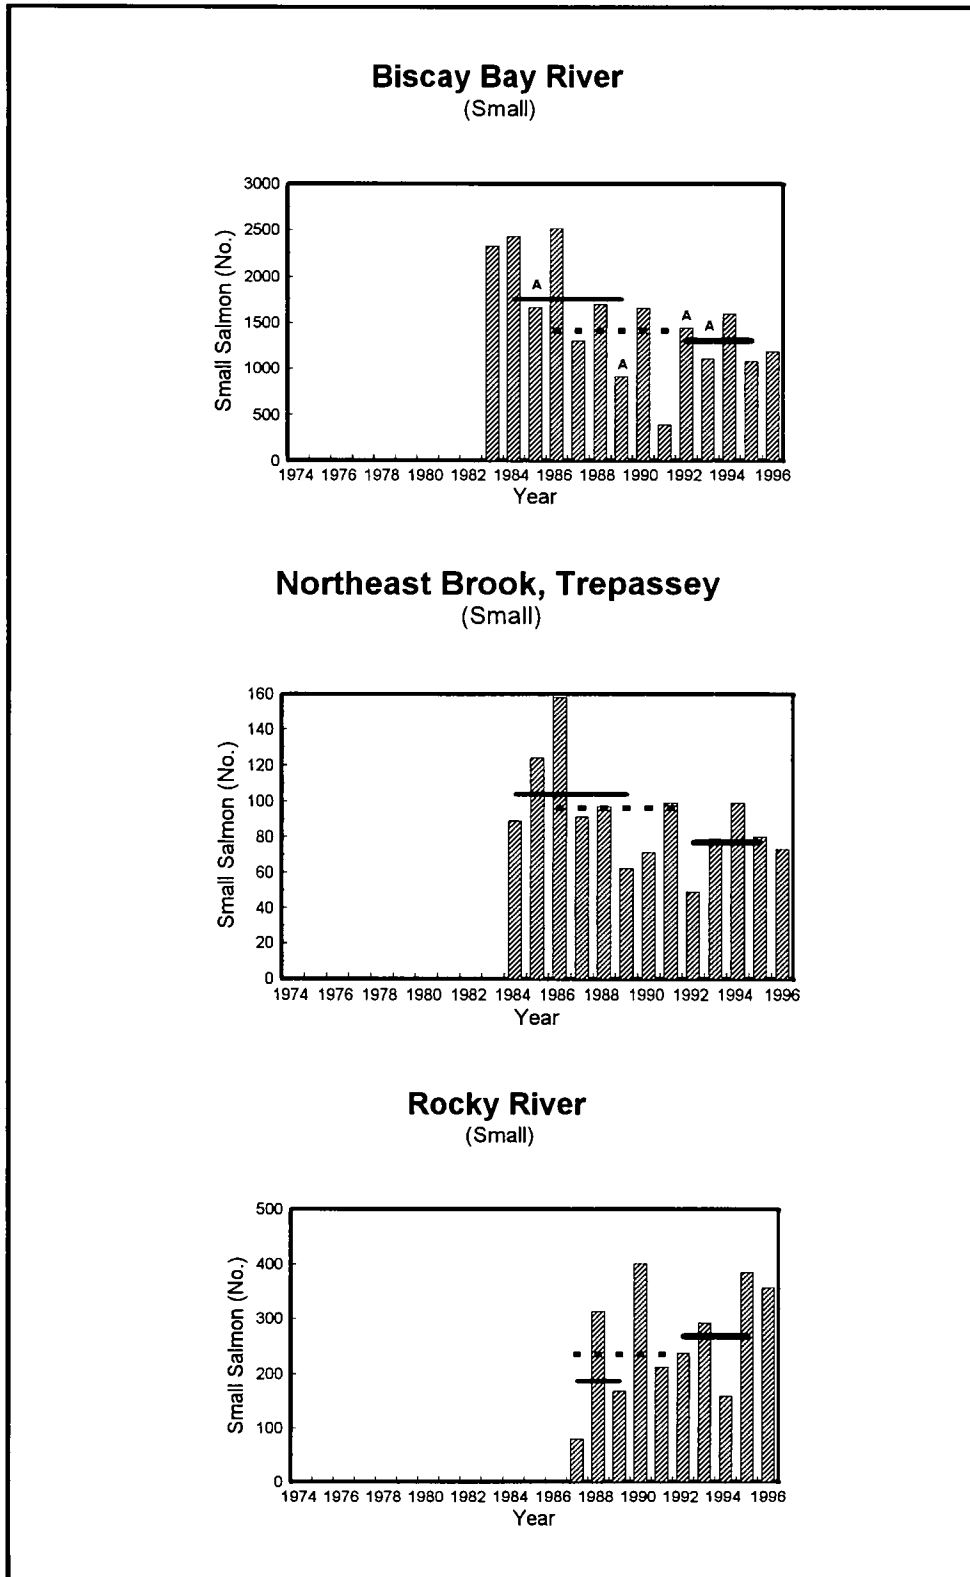 Biscay Bay River
(Small)
3000
2500
2000
1500
1000
500
0
Small Salmon (No.)
A
A
A
A
1974 1976 1978 1980 1982 1984 1986 1988 1990 1992 1994 1996
Year
Northeast Brook, Trepassey
(Small)
160
140
120
100
80
60
40
20
0
Small Salmon (No.)
1974 1976 1978 1980 1982 1984 1986 1988 1990 1992 1994 1996
Year
Rocky River
(Small)
500
400
300
200
100
0
Small Salmon (No.)
1974 1976 1978 1980 1982 1984 1986 1988 1990 1992 1994 1996
Year